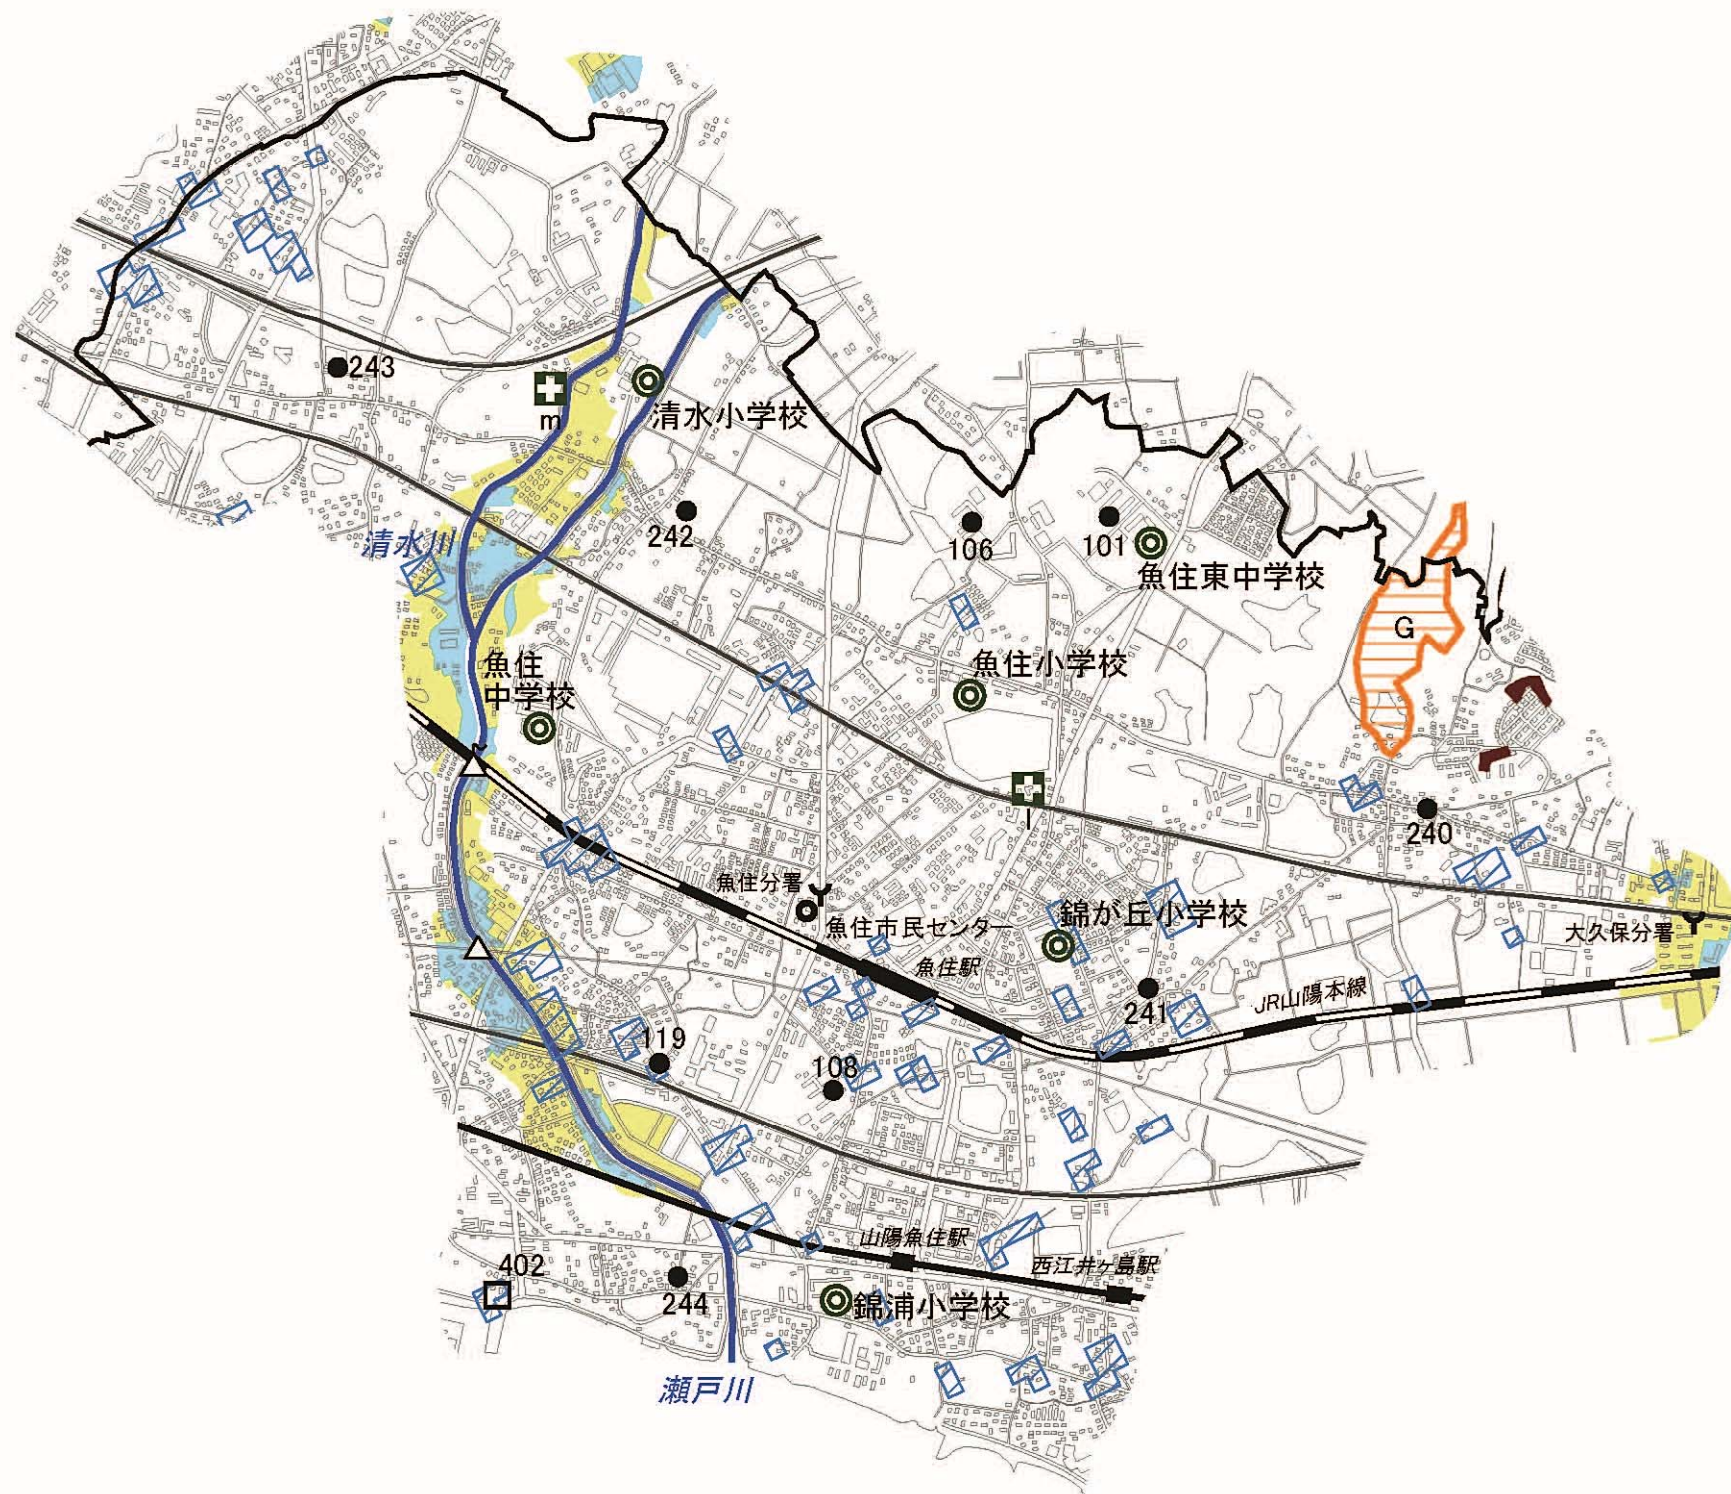 243
m
清水小学校
242
106
101
魚住東中学校
清水川
G
魚住
中学校
魚住小学校
l
240
魚住分署
魚住市民センター
錦が丘小学校
大久保分署
魚住駅
JR山陽本線
241
119
108
山陽魚住駅
西江井ヶ島駅
402
244
錦浦小学校
瀬戸川